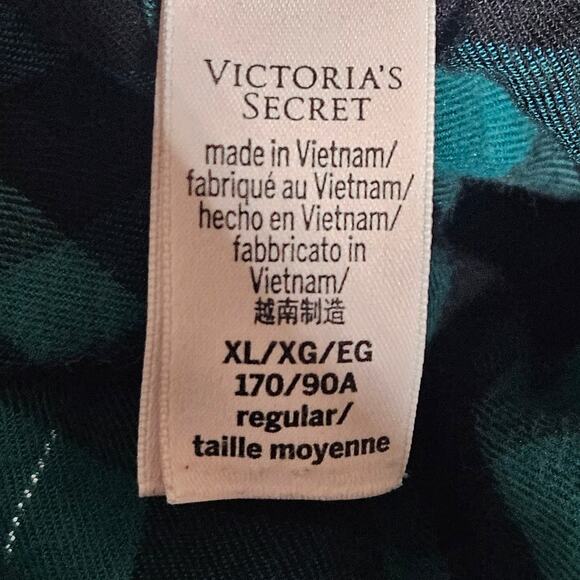 VICTORIA'S
SECRET
made in Vietnam/
fabriqué au Vietnam/
hecho en Vietnam/
fabbricato in
Vietnam/
越南制造
XL/XG/EG
170/90A
regular/
taille moyenne